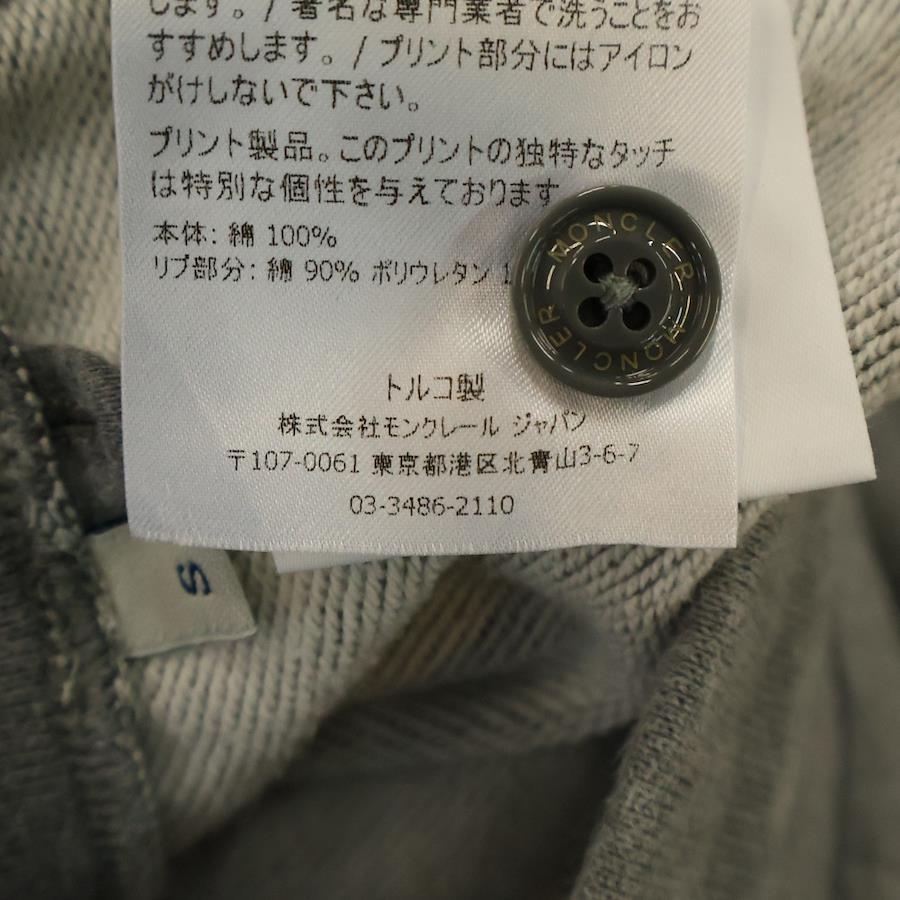 します。/ 著名な専門業者で洗うことをお
すすめします。/ プリント部分にはアイロン
がけしないで下さい。
プリント製品。このプリントの独特なタッチ
は特別な個性を与えております
本体: 綿 100%
リブ部分: 綿 90% ポリウレタン 1
MONCLER
MONCLER
トルコ製
株式会社モンクレール ジャパン
〒107-0061 東京都港区北青山3-6-7
03-3486-2110
S